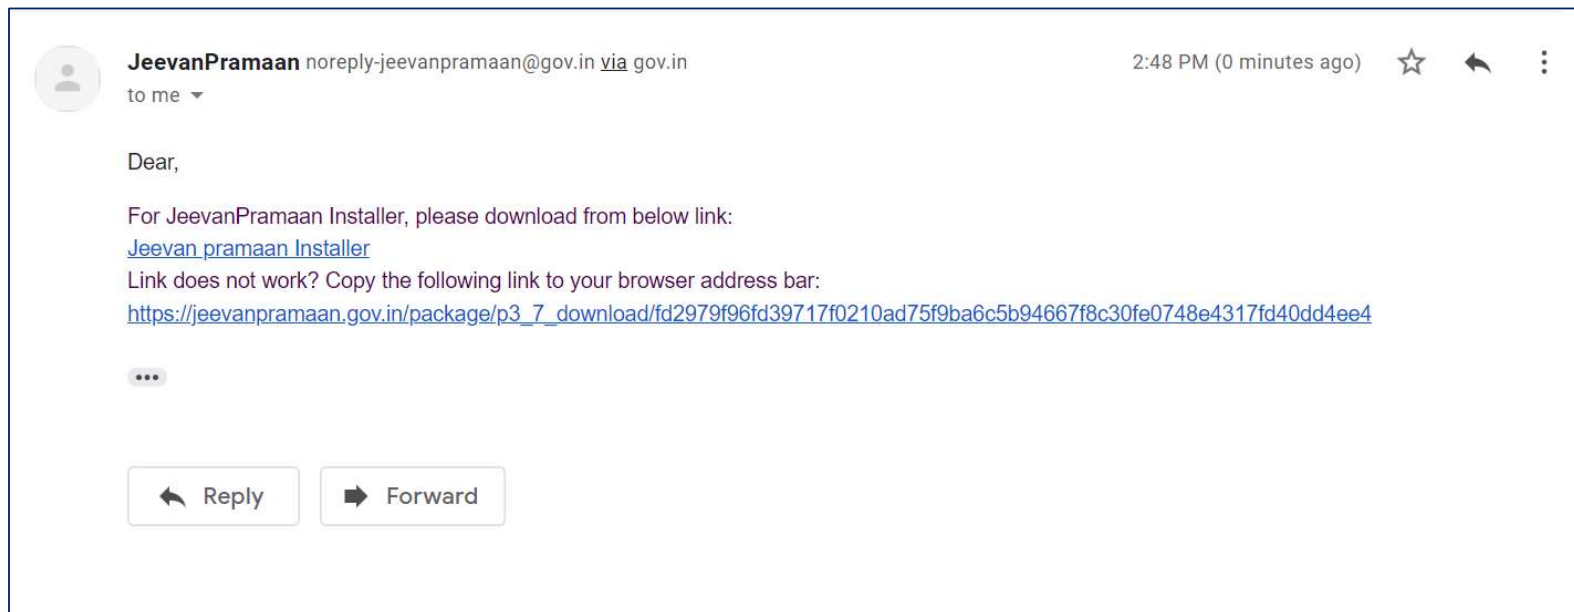 JeevanPramaan noreply-jeevanpramaan@gov.in via gov.in 2:48 PM (0 minutes ago)
to me
Dear,
For JeevanPramaan Installer, please download from below link:
Jeevan pramaan Installer
Link does not work? Copy the following link to your browser address bar:
https://jeevanpramaan.gov.in/package/p3_7_download/fd2979f96fd39717f0210ad75f9ba6c5b94667f8c30fe0748e4317fd40dd4ee4
Reply Forward